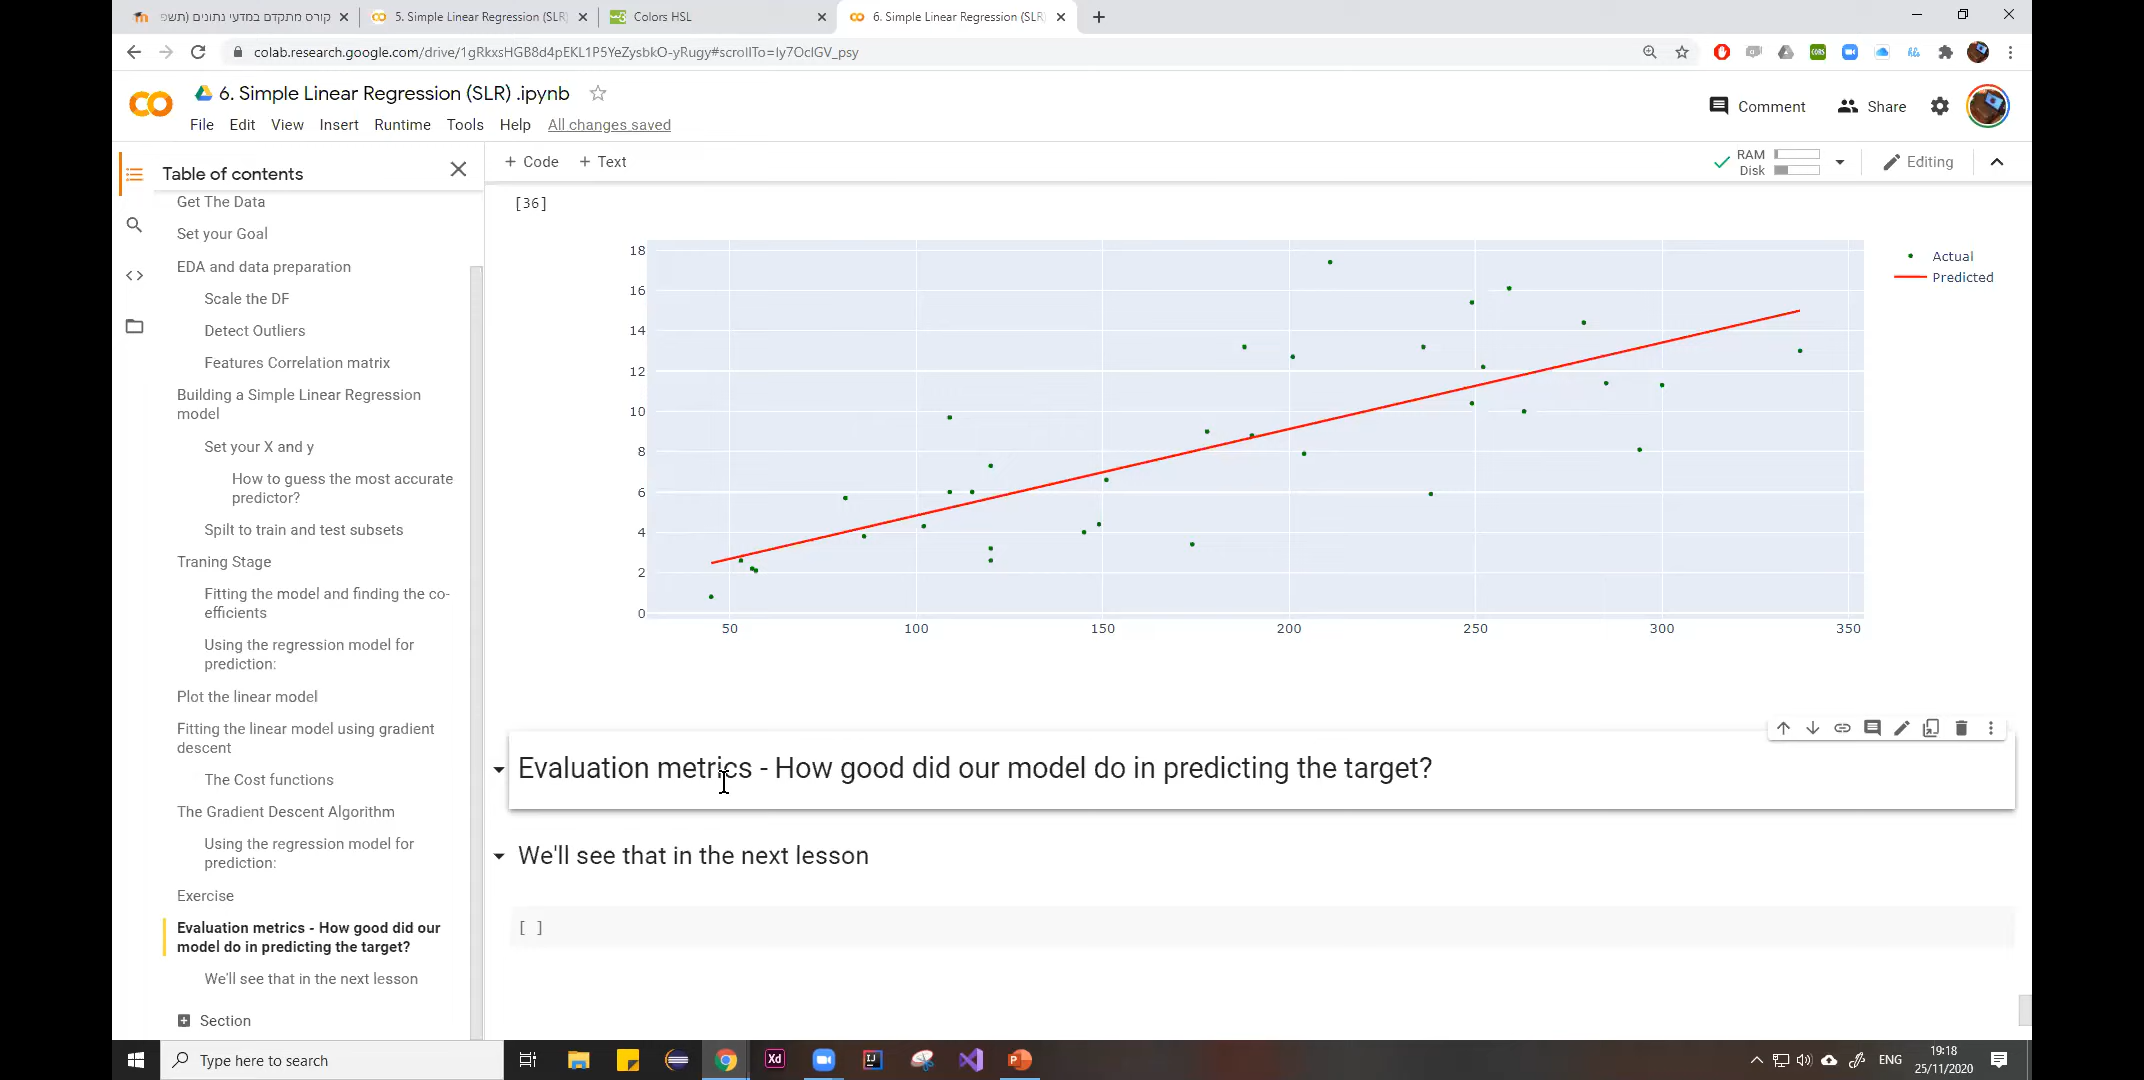 קורס מתקדם במדעי נתונים (תשפ
5. Simple Linear Regression (SLR
Colors HSL
6. Simple Linear Regression (SLR
colab.research.google.com/drive/1gRkxsHGB8d4pEKL1P5YeZysbkO-yRugy#scrollTo=Iy7OcIGV_psy
6. Simple Linear Regression (SLR) .ipynb
Comment
Share
File Edit View Insert Runtime Tools Help All changes saved
Table of contents
+ Code + Text
RAM
Disk
Editing
Get The Data
Set your Goal
EDA and data preparation
Scale the DF
Detect Outliers
Features Correlation matrix
Building a Simple Linear Regression
model
Set your X and y
How to guess the most accurate
predictor?
Spilt to train and test subsets
Traning Stage
Fitting the model and finding the co-
efficients
Using the regression model for
prediction:
Plot the linear model
Fitting the linear model using gradient
descent
The Cost functions
The Gradient Descent Algorithm
Using the regression model for
prediction:
Exercise
Evaluation metrics - How good did our
model do in predicting the target?
We'll see that in the next lesson
Section
[36]
18
16
14
12
10
8
6
4
2
0
50 100 150 200 250 300 350
Actual
Predicted
Evaluation metrics - How good did our model do in predicting the target?
We'll see that in the next lesson
[ ]
Type here to search
Xd
IJ
ENG
19:18
25/11/2020